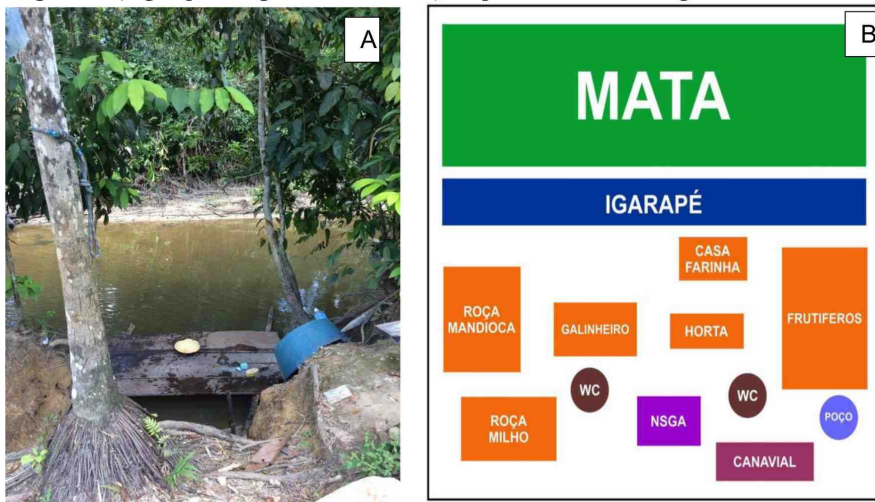 A
B
MATA
IGARAPÉ
CASA
FARINHA
ROÇA
MANDIOCA
GALINHEIRO
HORTA
FRUTIFEROS
WC
WC
ROÇA
MILHO
NSGA
POÇO
CANAVIAL